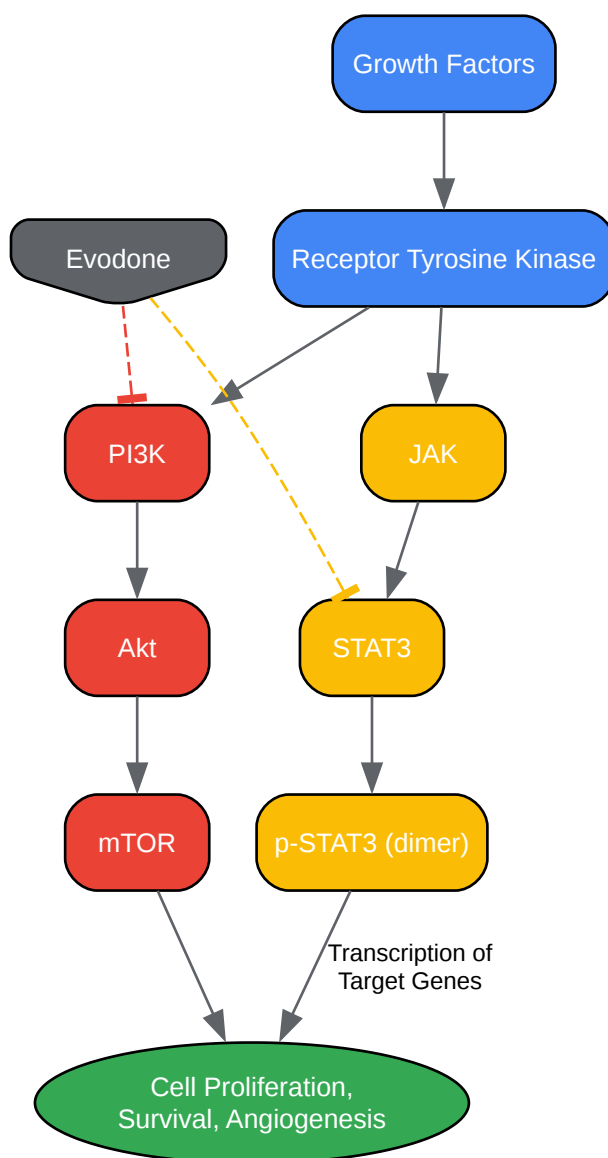 Growth Factors
Evodone
Receptor Tyrosine Kinase
PI3K
JAK
Akt
STAT3
mTOR
p-STAT3 (dimer)
Transcription of
Target Genes
Cell Proliferation,
Survival, Angiogenesis